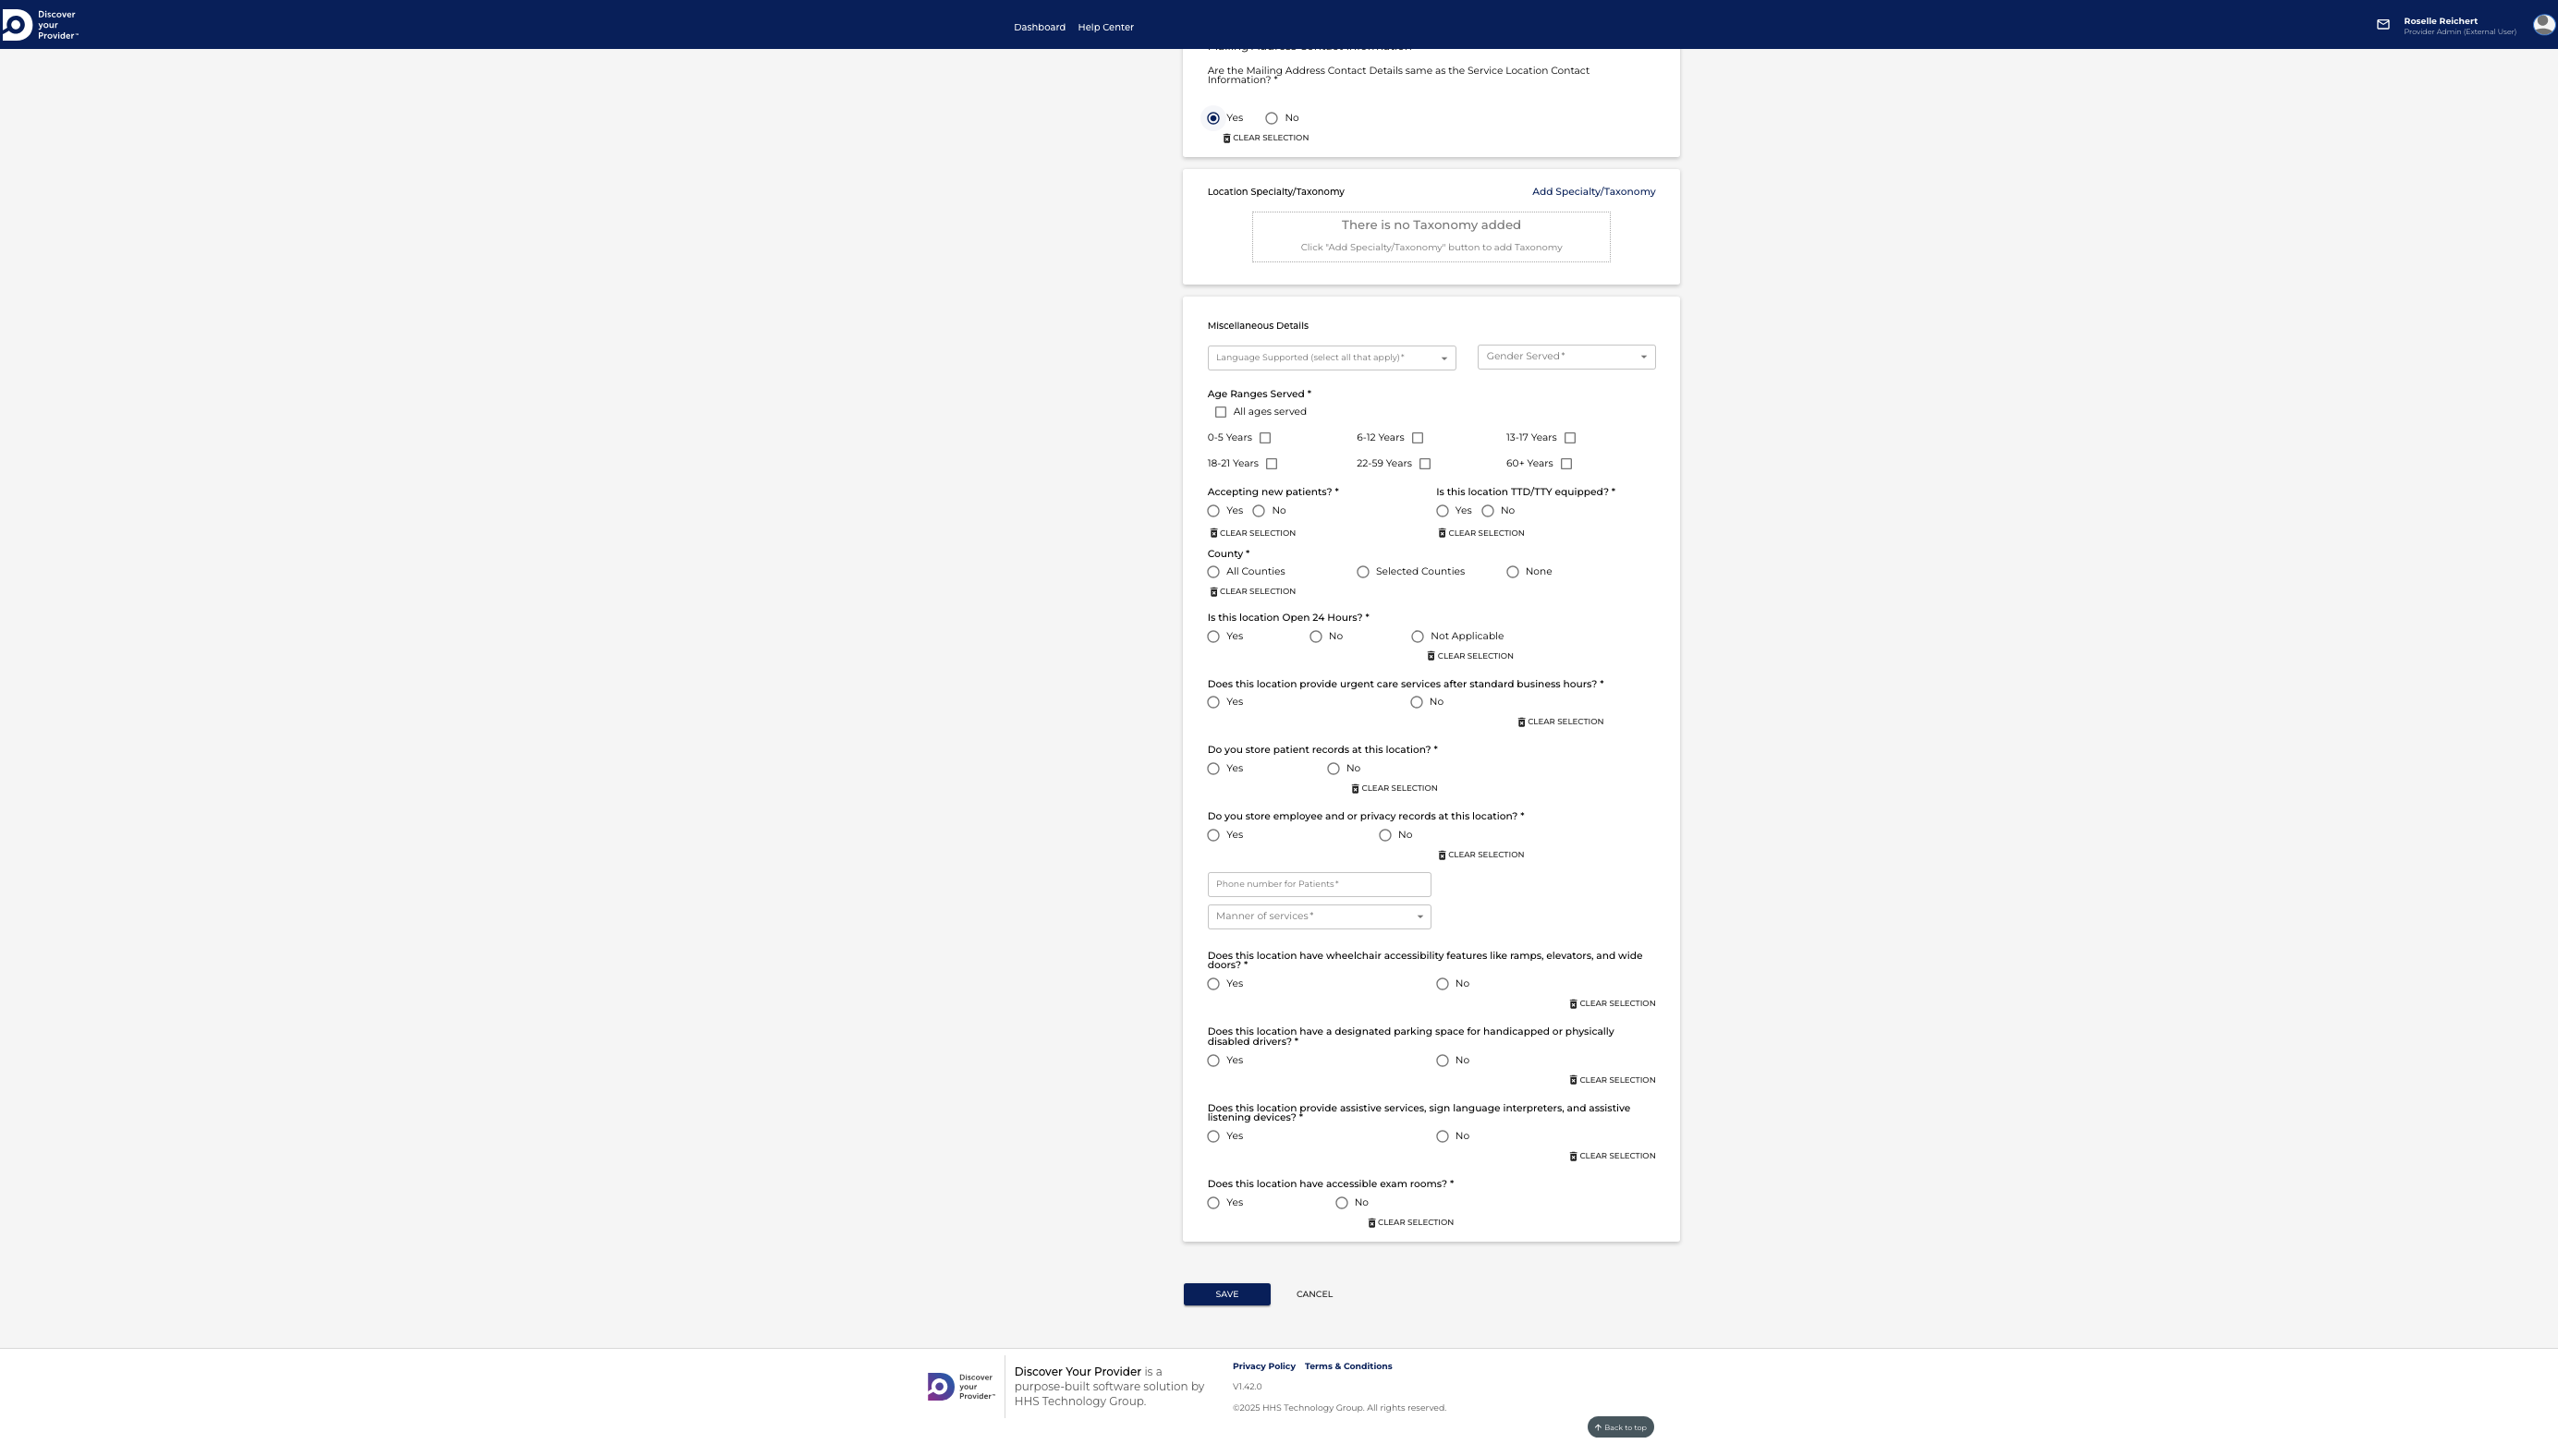 Discover
your
Provider™
Dashboard Help Center
Roselle Reichert
Provider Admin (External User)
Mailing Address Contact Information
Are the Mailing Address Contact Details same as the Service Location Contact
Information? *
Yes No
CLEAR SELECTION
Location Specialty/Taxonomy Add Specialty/Taxonomy
There is no Taxonomy added
Click "Add Specialty/Taxonomy" button to add Taxonomy
Miscellaneous Details
Language Supported (select all that apply) * Gender Served *
Age Ranges Served *
All ages served
0-5 Years 6-12 Years 13-17 Years
18-21 Years 22-59 Years 60+ Years
Accepting new patients? * Is this location TTD/TTY equipped? *
Yes No Yes No
CLEAR SELECTION CLEAR SELECTION
County *
All Counties Selected Counties None
CLEAR SELECTION
Is this location Open 24 Hours? *
Yes No Not Applicable
CLEAR SELECTION
Does this location provide urgent care services after standard business hours? *
Yes No
CLEAR SELECTION
Do you store patient records at this location? *
Yes No
CLEAR SELECTION
Do you store employee and or privacy records at this location? *
Yes No
CLEAR SELECTION
Phone number for Patients *
Manner of services *
Does this location have wheelchair accessibility features like ramps, elevators, and wide
doors? *
Yes No
CLEAR SELECTION
Does this location have a designated parking space for handicapped or physically
disabled drivers? *
Yes No
CLEAR SELECTION
Does this location provide assistive services, sign language interpreters, and assistive
listening devices? *
Yes No
CLEAR SELECTION
Does this location have accessible exam rooms? *
Yes No
CLEAR SELECTION
SAVE CANCEL
Discover
your
Provider™
Discover Your Provider is a
purpose-built software solution by
HHS Technology Group.
Privacy Policy Terms & Conditions
V1.42.0
©2025 HHS Technology Group. All rights reserved.
Back to top